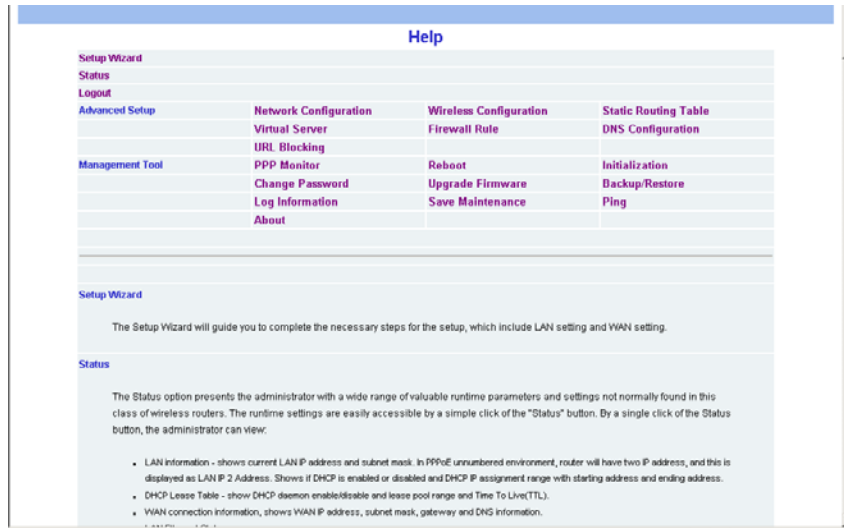 Help
Setup Wizard
Status
Logout
Advanced Setup Network Configuration Wireless Configuration Static Routing Table
Virtual Server Firewall Rule DNS Configuration
URL Blocking
Management Tool PPP Monitor Reboot Initialization
Change Password Upgrade Firmware Backup/Restore
Log Information Save Maintenance Ping
About
Setup Wizard
The Setup Wizard will guide you to complete the necessary steps for the setup, which include LAN setting and WAN setting.
Status
The Status option presents the administrator with a wide range of valuable runtime parameters and settings not normally found in this
class of wireless routers. The runtime settings are easily accessible by a simple click of the "Status" button. By a single click of the Status
button, the administrator can view:
• LAN information - shows current LAN IP address and subnet mask. In PPPoE unnumbered environment, router will have two IP address, and this is
displayed as LAN IP 2 Address. Shows if DHCP is enabled or disabled and DHCP IP assignment range with starting address and ending address.
• DHCP Lease Table - show DHCP daemon enable/disable and lease pool range and Time To Live(TTL).
• WAN connection information, shows WAN IP address, subnet mask, gateway and DNS information.